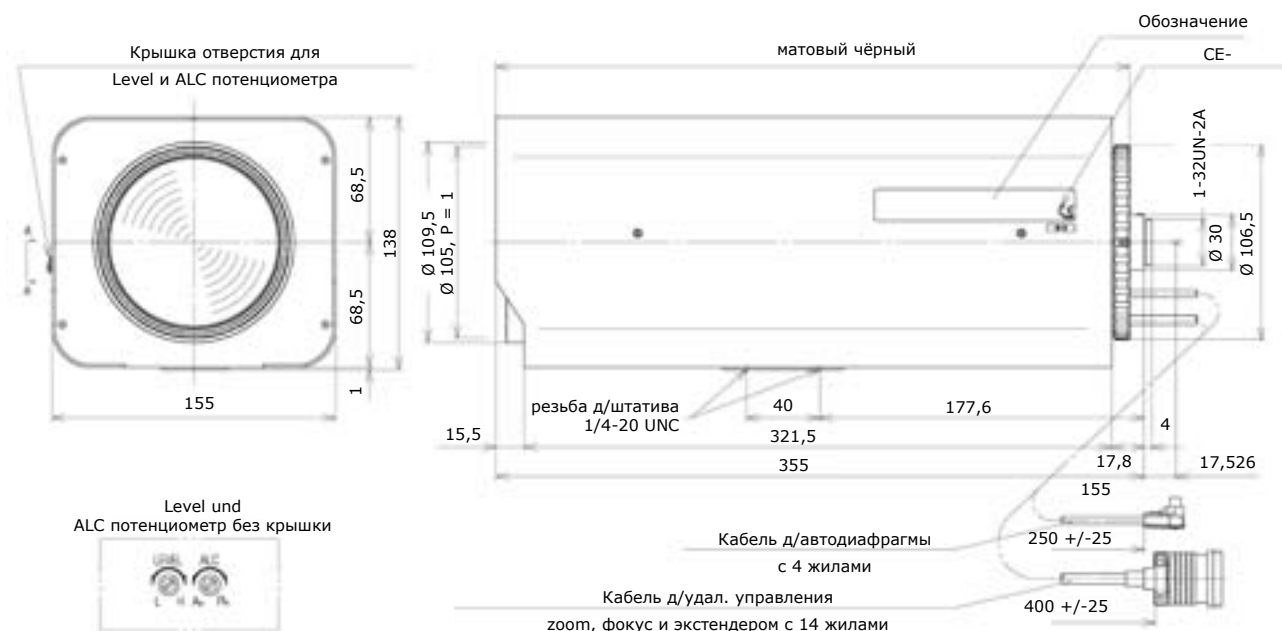 Обозначение
CE-
Крышка отверстия для
Level и ALC потенциометра
матовый чёрный
68,5
138
68,5
1
155
Ø 109,5
Ø 105, P = 1
1-32UN-2A
Ø 30
Ø 106,5
резьба д/штатива
1/4-20 UNC
40
177,6
4
15,5
321,5
355
17,8
17,526
155
Level und
ALC потенциометр без крышки
LEVEL ALC
L H Av Pk
Кабель д/автодиафрагмы
с 4 жилами
250 +/-25
Кабель д/удал. управления
zoom, фокус и экстендером с 14 жилами
400 +/-25